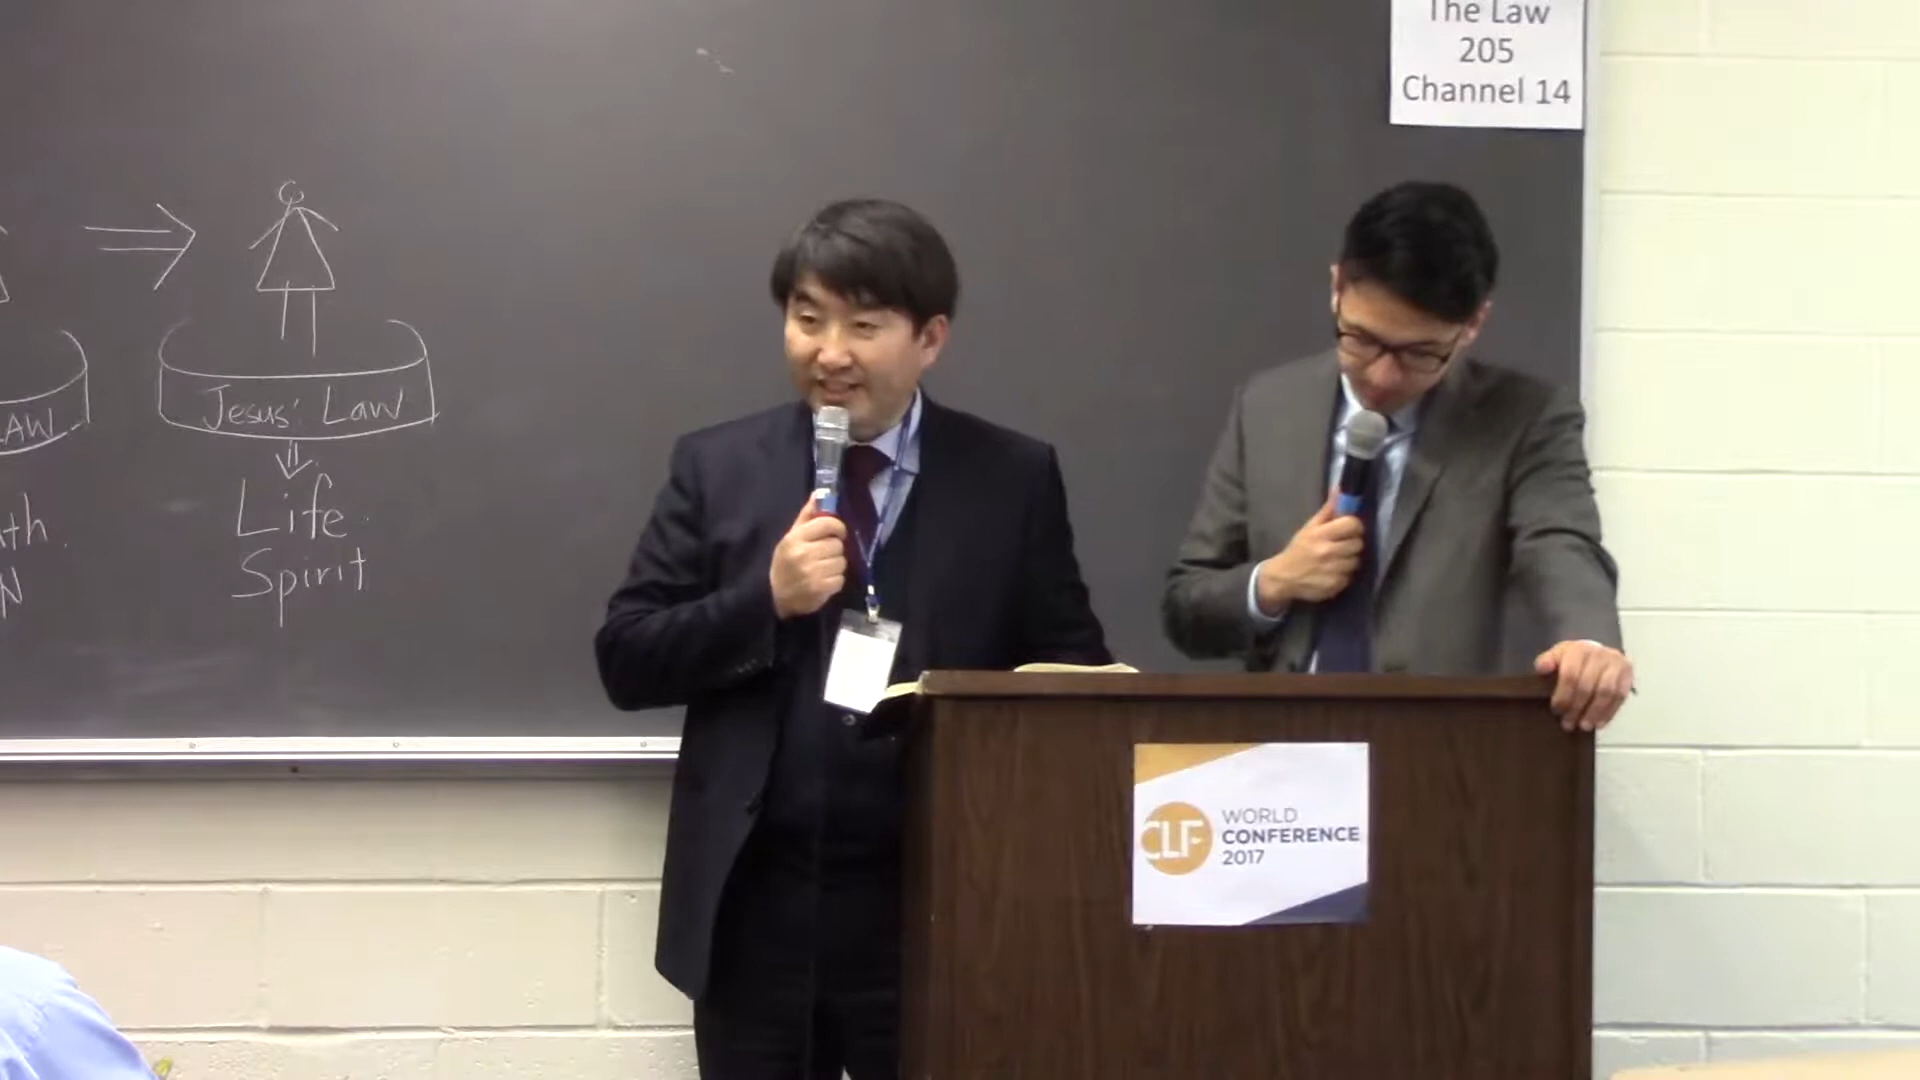 The Law
205
Channel 14
LAW
Jesus' Law
Life
Spirit
CLF
WORLD
CONFERENCE
2017